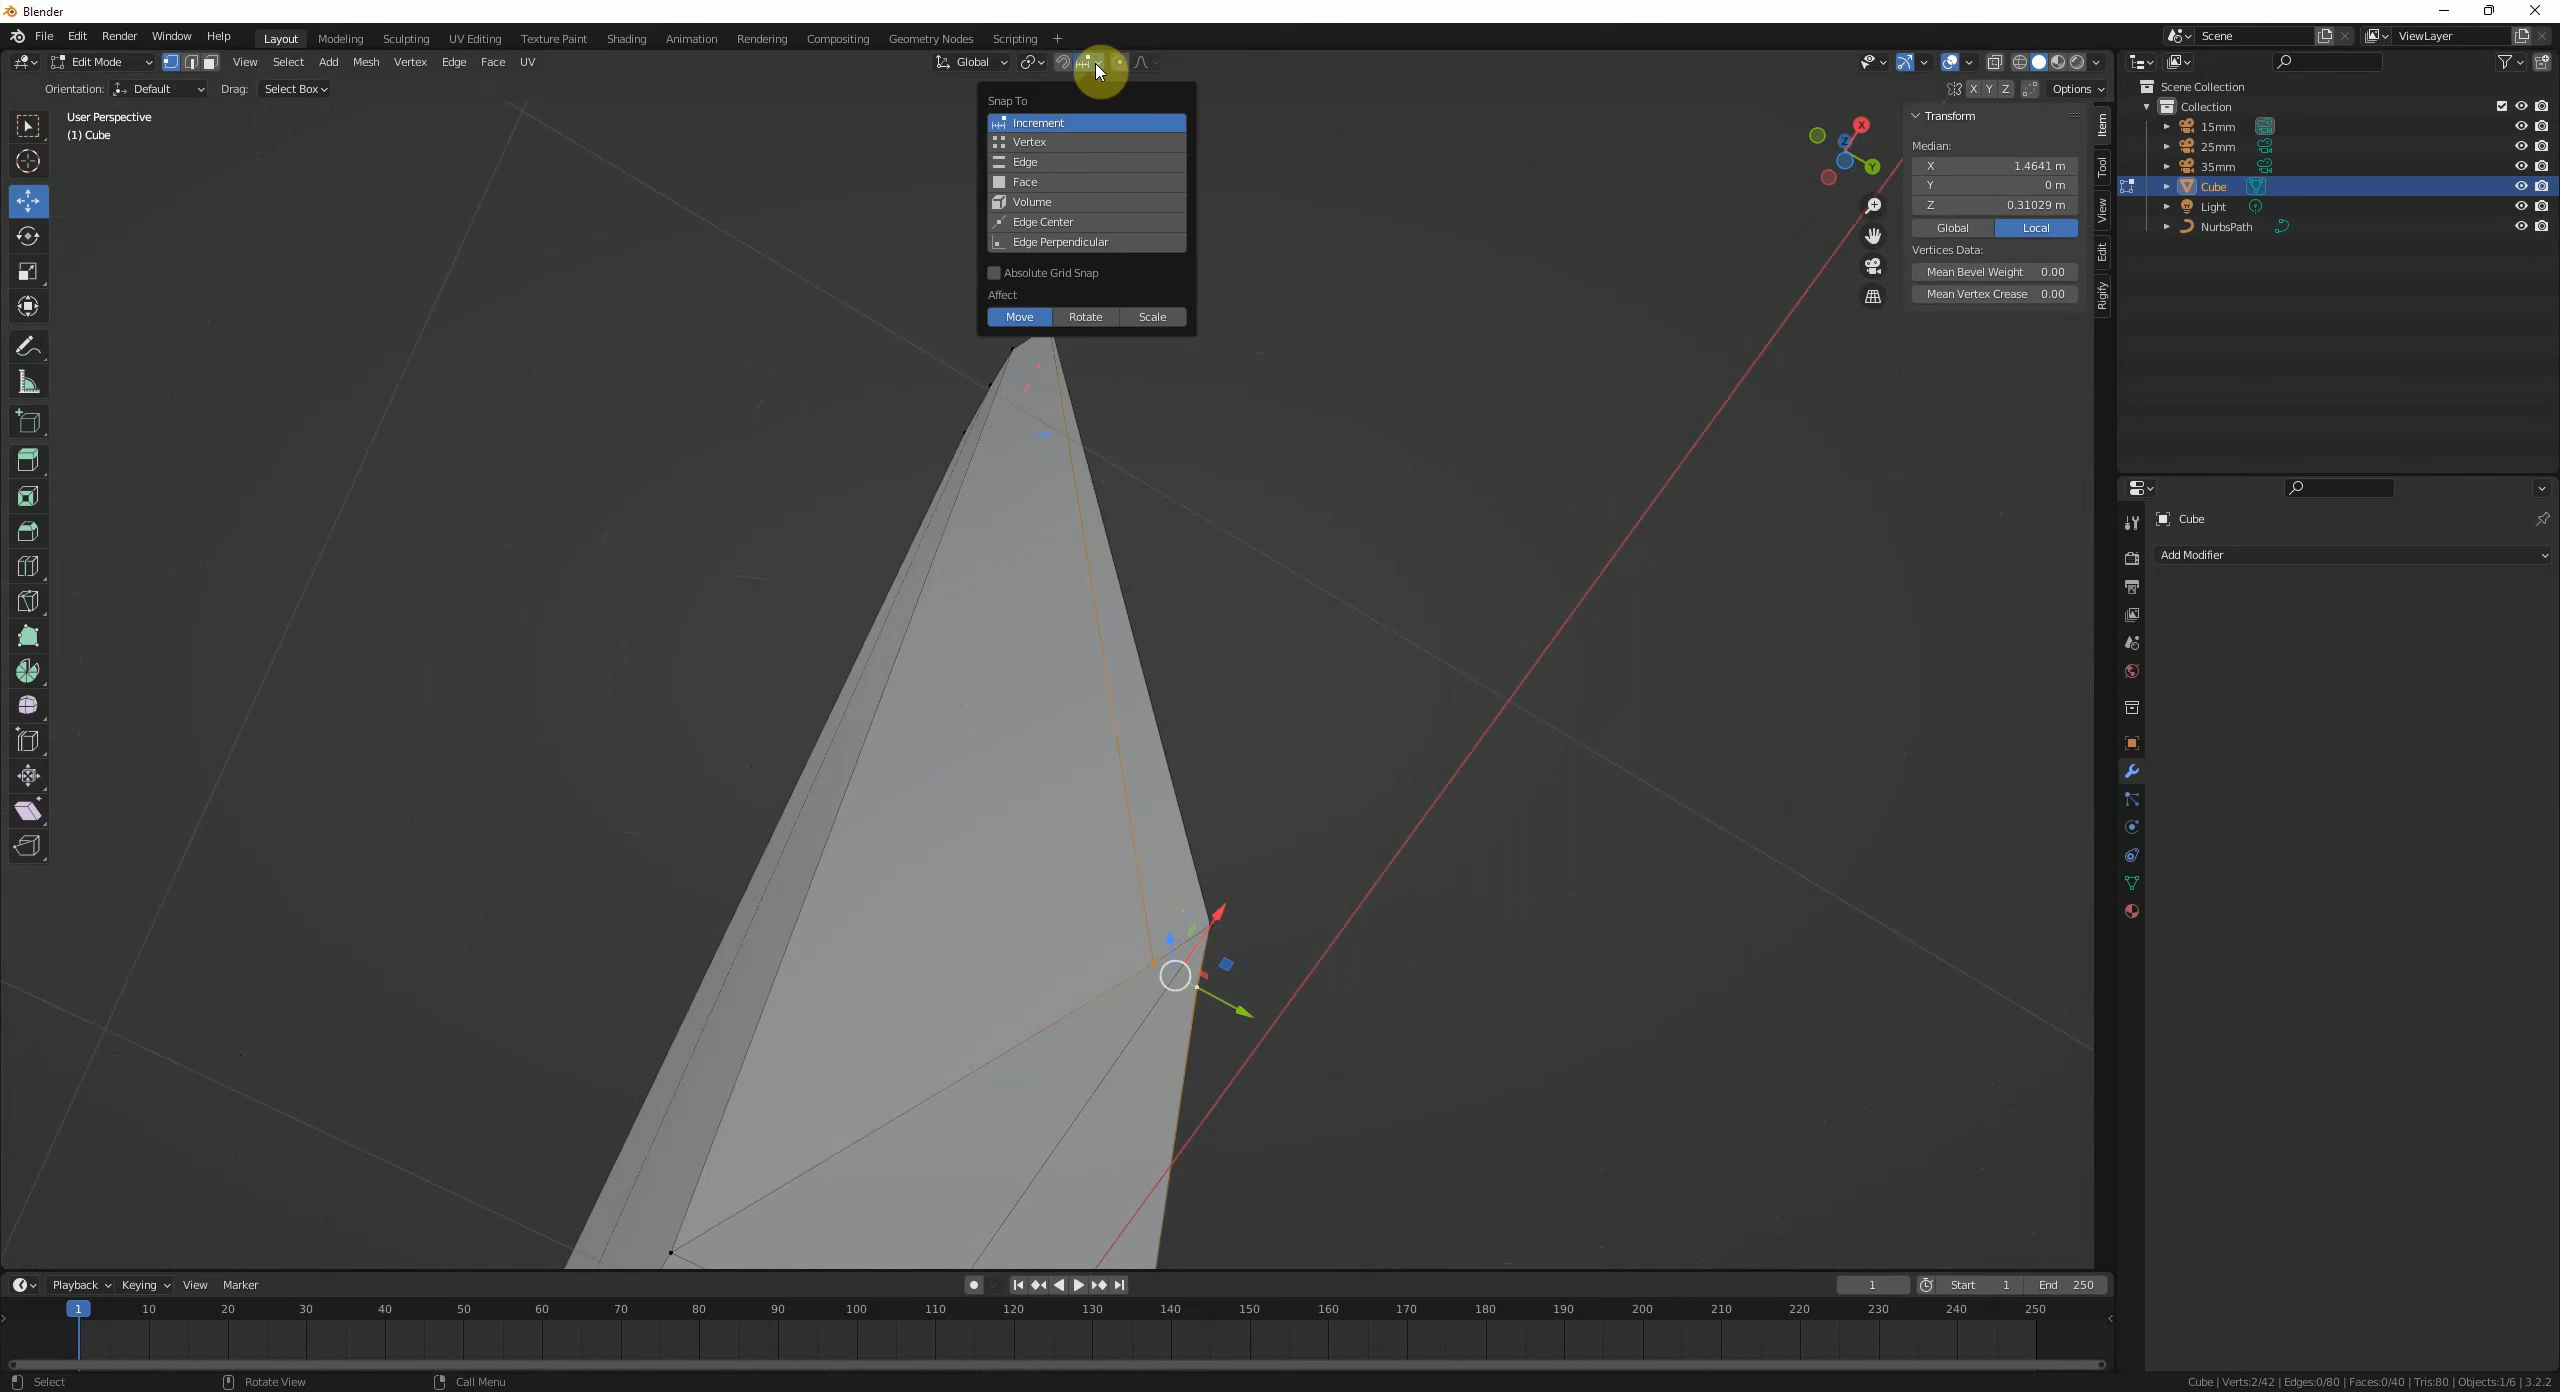 Blender
File Edit Render Window Help Layout Modeling Sculpting UV Editing Texture Paint Shading Animation Rendering Compositing Geometry Nodes Scripting + Scene ViewLayer
Edit Mode View Select Add Mesh Vertex Edge Face UV Global
Orientation: Default Drag: Select Box X Y Z Options
User Perspective
(1) Cube
Snap To
Increment
Vertex
Edge
Face
Volume
Edge Center
Edge Perpendicular
Absolute Grid Snap
Affect
Move Rotate Scale
X
Y
Z
Transform
Median:
X 1.4641 m
Y 0 m
Z 0.31029 m
Global Local
Vertices Data:
Mean Bevel Weight 0.00
Mean Vertex Crease 0.00
Item
Tool
View
Edit
Rigify
Scene Collection
Collection
15mm
25mm
35mm
Cube
Light
NurbsPath
Cube
Add Modifier
Playback Keying View Marker 1 Start 1 End 250
1 10 20 30 40 50 60 70 80 90 100 110 120 130 140 150 160 170 180 190 200 210 220 230 240 250
Select Rotate View Call Menu Cube | Verts:2/42 | Edges:0/80 | Faces:0/40 | Tris:80 | Objects:1/6 | 3.2.2